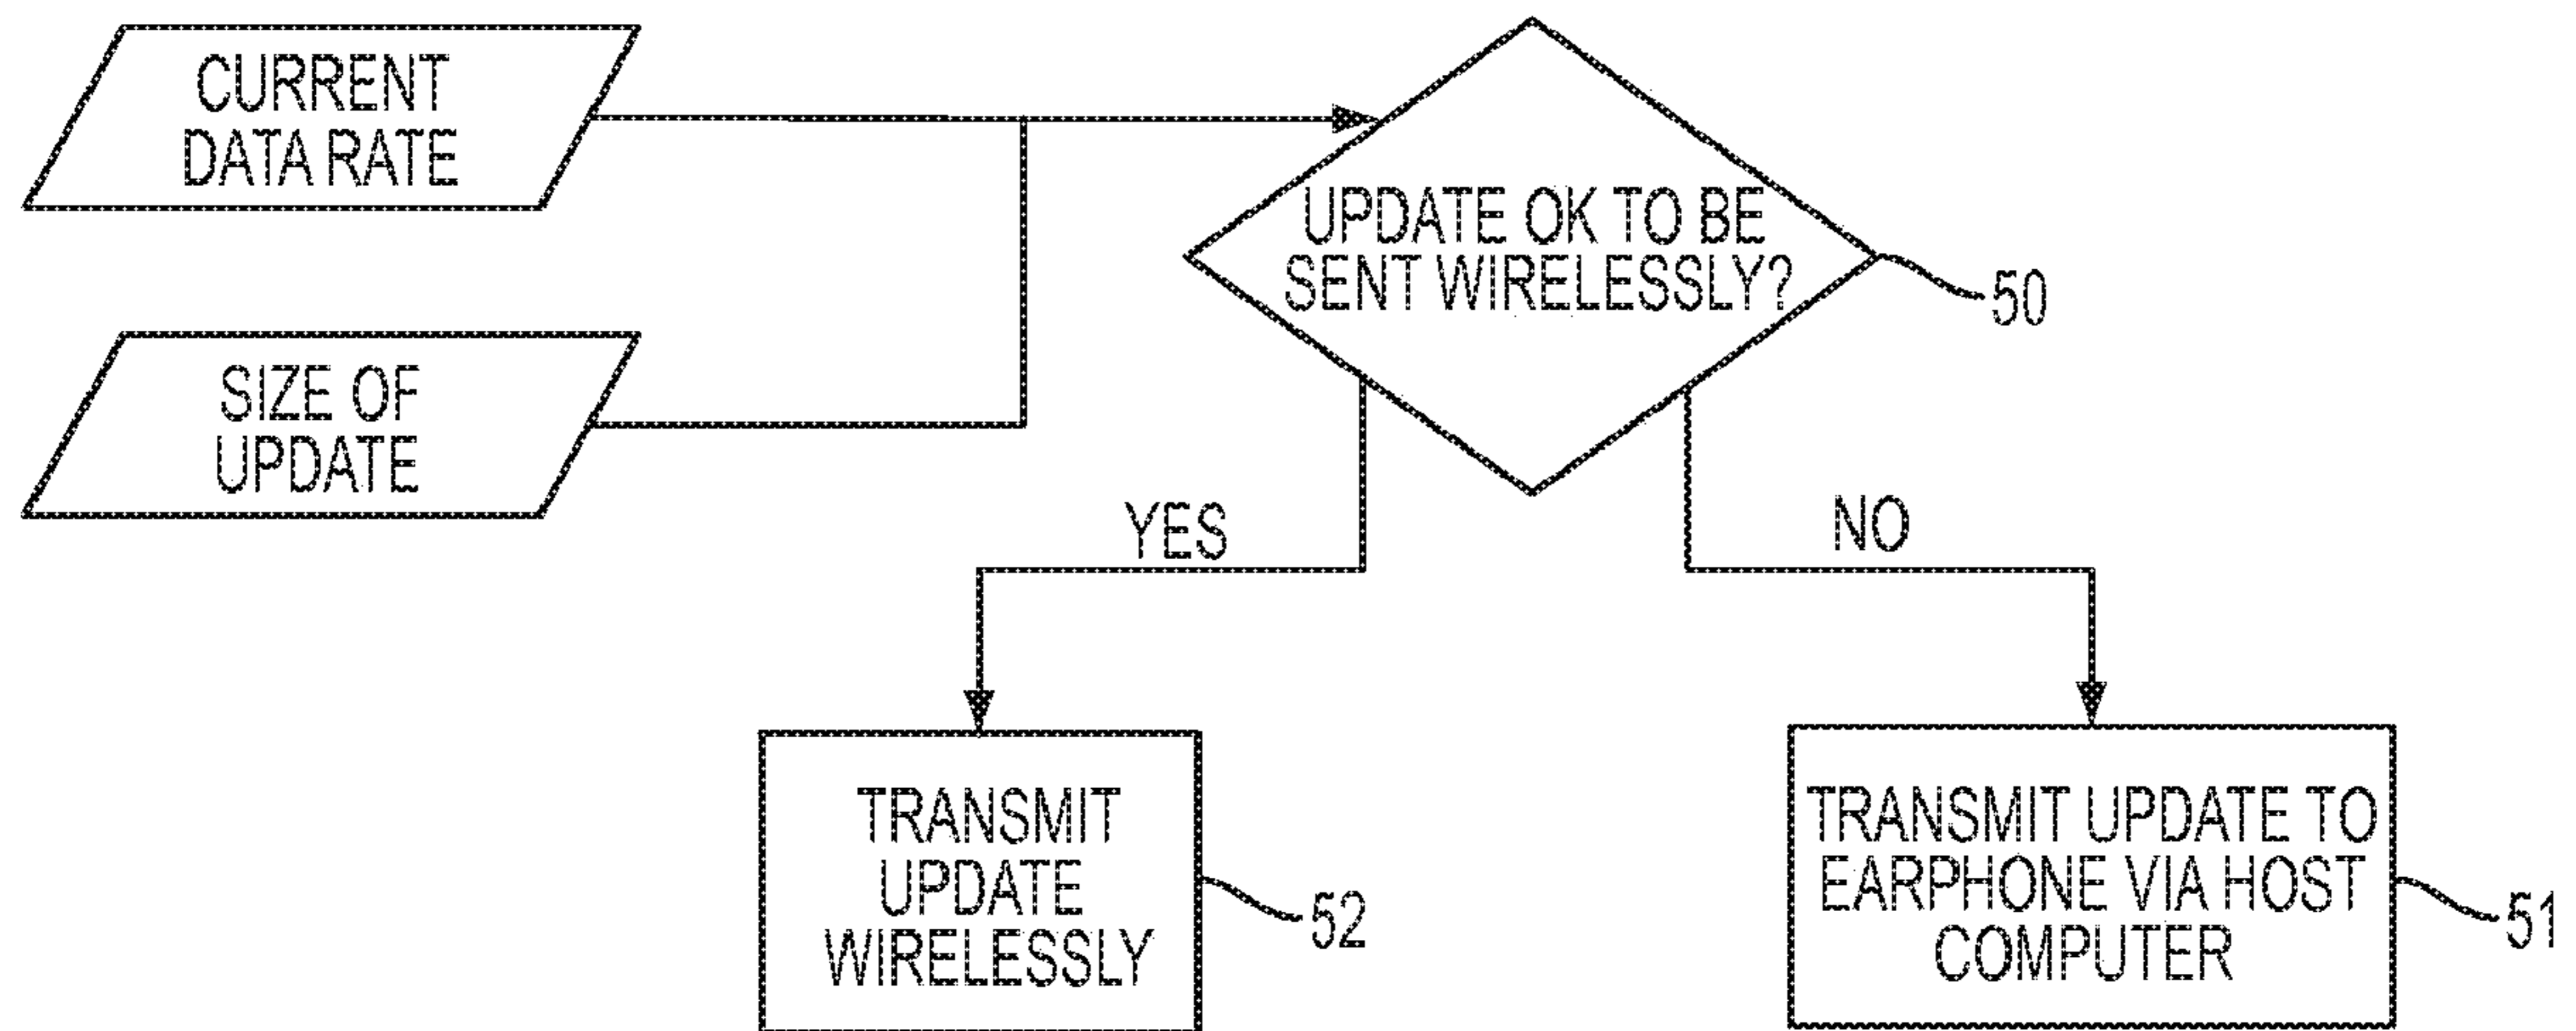 CURRENT
DATA RATE
SIZE OF
UPDATE
UPDATE OK TO BE
SENT WIRELESSLY?
50
YES
NO
TRANSMIT
UPDATE
WIRELESSLY
52
TRANSMIT UPDATE TO
EARPHONE VIA HOST
COMPUTER
51